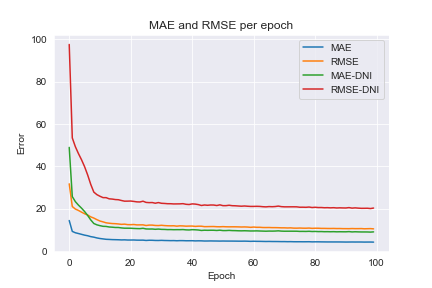 MAE and RMSE per epoch
100
80
60
40
20
0
Error
MAE
RMSE
MAE-DNI
RMSE-DNI
0 20 40 60 80 100
Epoch